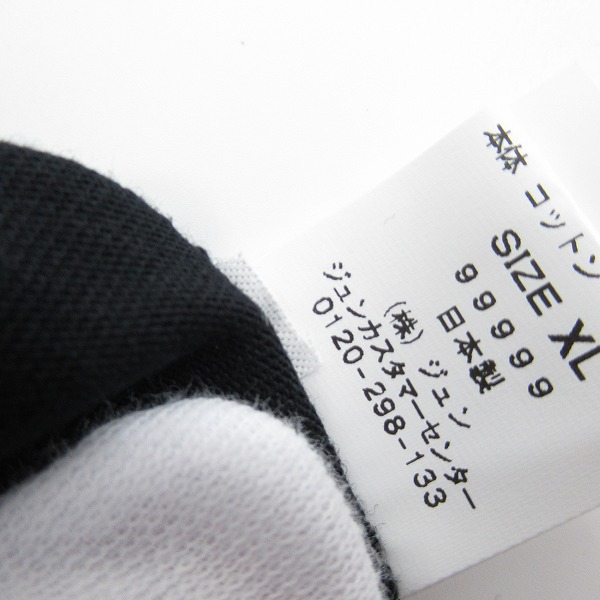 本体 コットン
SIZE XL
99999
日本製
(株)ジュン
ジュンカスタマーセンター
0120-298-133